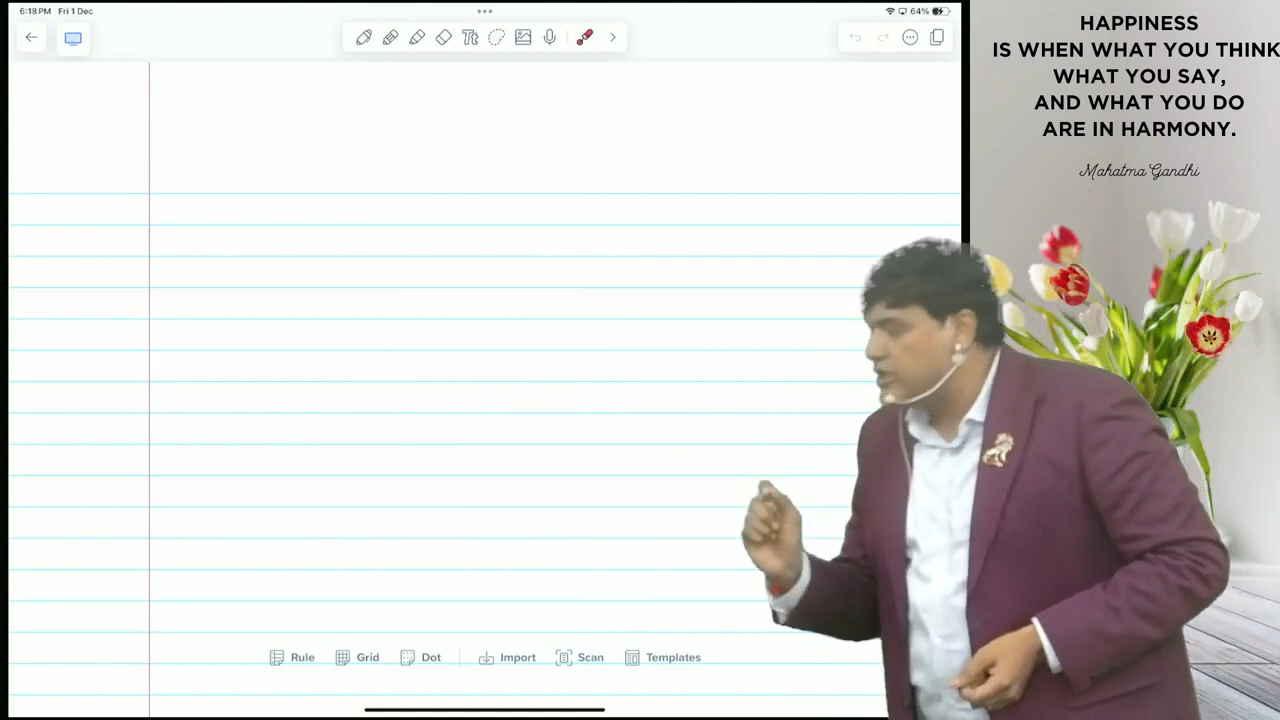 6:18 PM Fri 1 Dec
64%
Tt
HAPPINESS
IS WHEN WHAT YOU THINK
WHAT YOU SAY,
AND WHAT YOU DO
ARE IN HARMONY.
Mahatma Gandhi
Rule Grid Dot Import Scan Templates